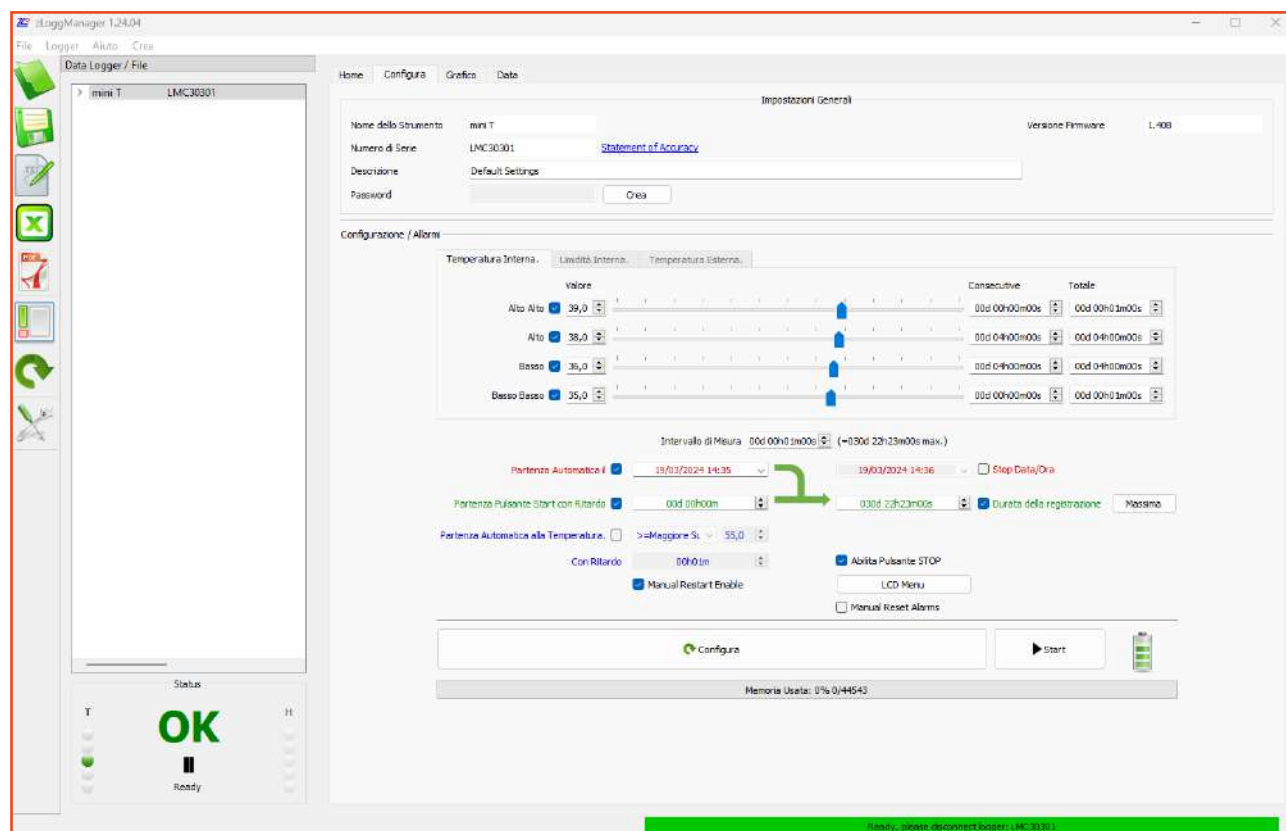 zLoggManager 1.24.04
File Logger Aiuto Crea
Data Logger / File
mini T LMC30301
Home Configura Grafico Data
Impostazioni Generali
Nome dello Strumento mini T Versione Firmware 1.408
Numero di Serie LMC30301 Statement of Accuracy
Descrizione Default Settings
Password Crea
Configurazione / Allarmi
Temperatura Interna. Umidità Interna. Temperatura Esterna.
Valore Consecutive Totale
Alto Alto 39,0 00d 00h00m00s 00d 00h01m00s
Alto 38,0 00d 04h00m00s 00d 04h00m00s
Basso 36,0 00d 04h00m00s 00d 04h00m00s
Basso Basso 35,0 00d 00h00m00s 00d 00h01m00s
Intervallo di Misura 00d 00h01m00s (=030d 22h23m00s max.)
Partenza Automatica il 19/03/2024 14:35 19/03/2024 14:36 Stop Data/Ora
Partenza Pulsante Start con Ritardo 00d 00h00m 030d 22h23m00s Durata della registrazione Massima
Partenza Automatica alla Temperatura. >=Maggiore Su 55,0
Con Ritardo 00h01m Abilita Pulsante STOP
Manual Restart Enable LCD Menu
Manual Reset Alarms
Configura Start
Memoria Usata: 0% 0/44543
Status
T H
OK
Ready
Ready, please disconnect logger: LMC30301